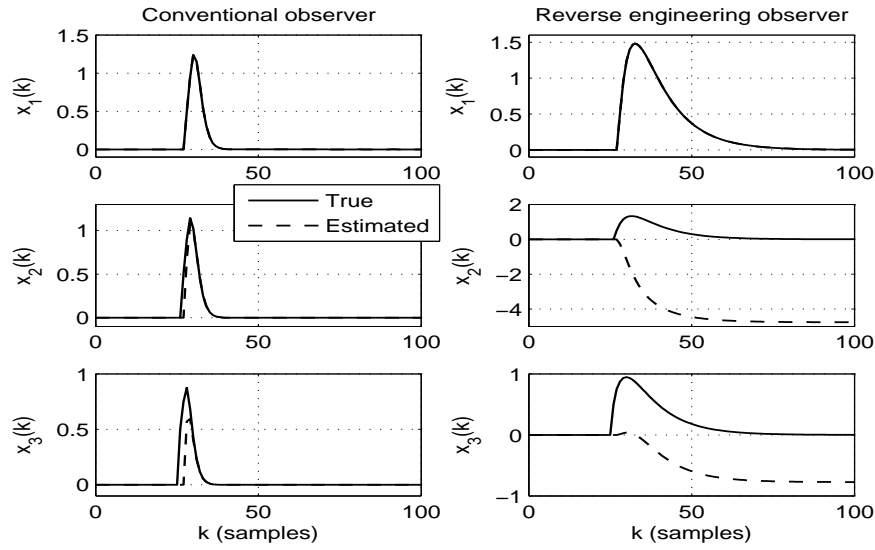 Conventional observer
Reverse engineering observer
x1(k)
1.5
1
0.5
0
0 50 100
x1(k)
1.5
1
0.5
0
0 50 100
True
Estimated
x2(k)
1
0.5
0
0 50 100
x2(k)
2
0
−2
−4
0 50 100
x3(k)
1
0.5
0
0 50 100
k (samples)
x3(k)
1
0
−1
0 50 100
k (samples)